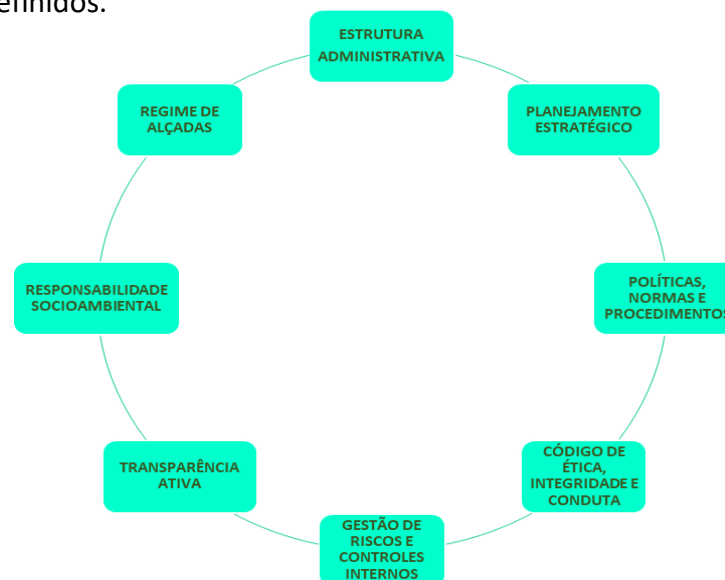 efinidos.
ESTRUTURA
ADMINISTRATIVA
PLANEJAMENTO
ESTRATÉGICO
POLÍTICAS,
NORMAS E
PROCEDIMENTOS
CÓDIGO DE
ÉTICA,
INTEGRIDADE E
CONDUTA
GESTÃO DE
RISCOS E
CONTROLES
INTERNOS
TRANSPARÊNCIA
ATIVA
RESPONSABILIDADE
SOCIOAMBIENTAL
REGIME DE
ALÇADAS